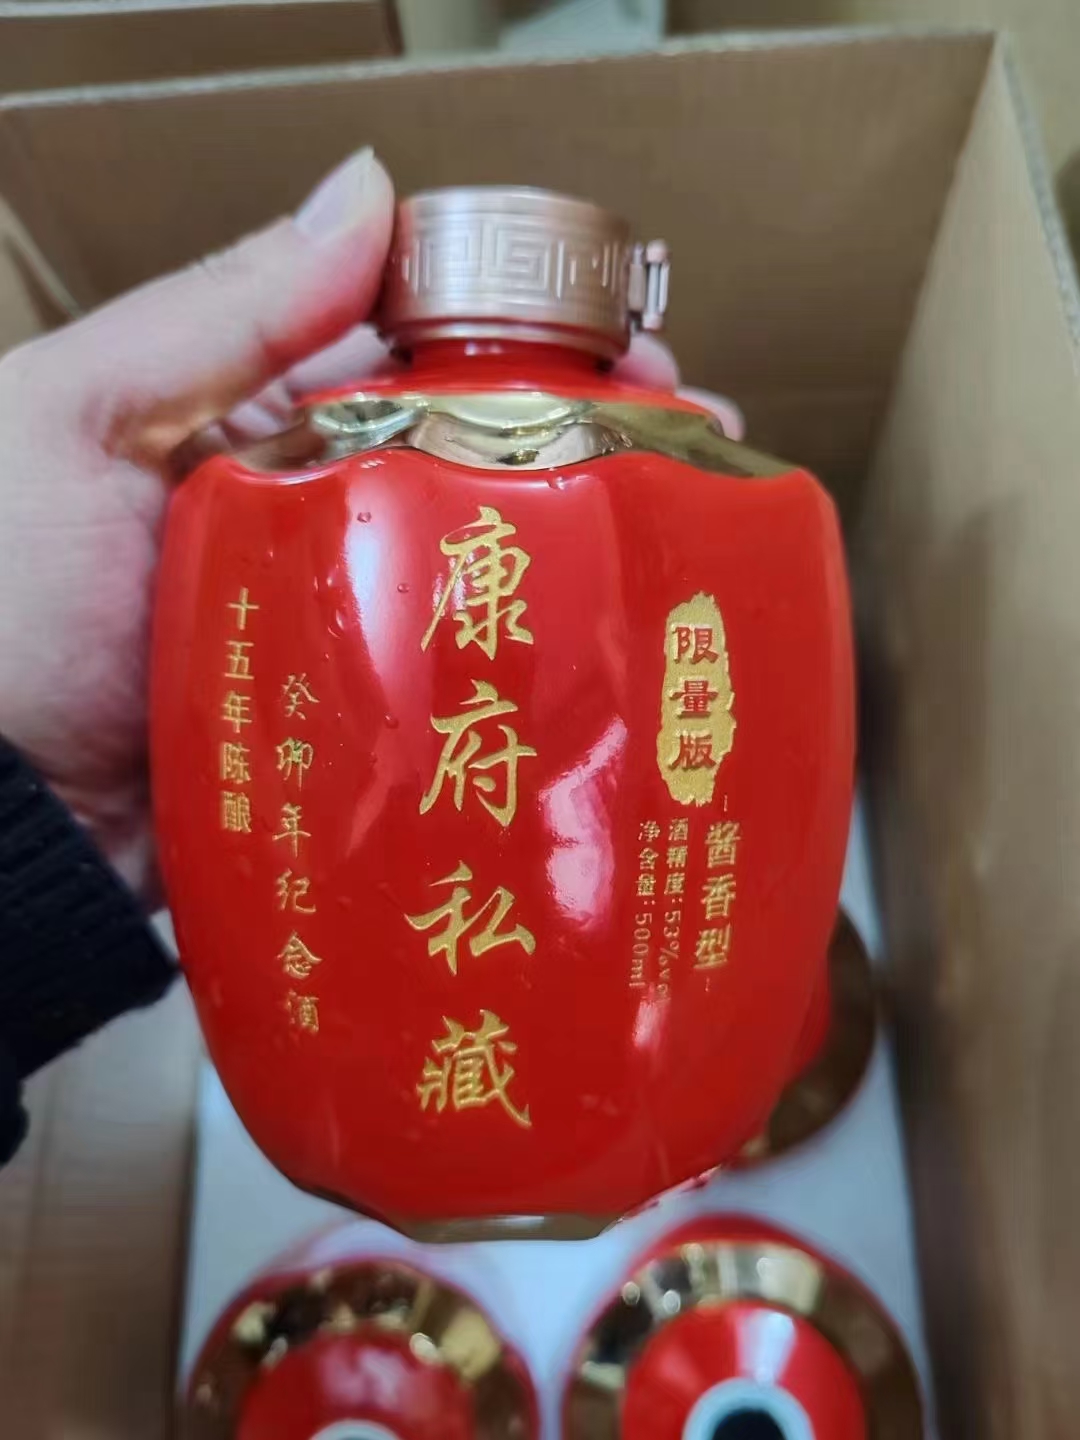 康府私藏
限量版
酱香型
酒精度:53%vol
净含量:500ml
癸卯年纪念酒
十五年陈酿